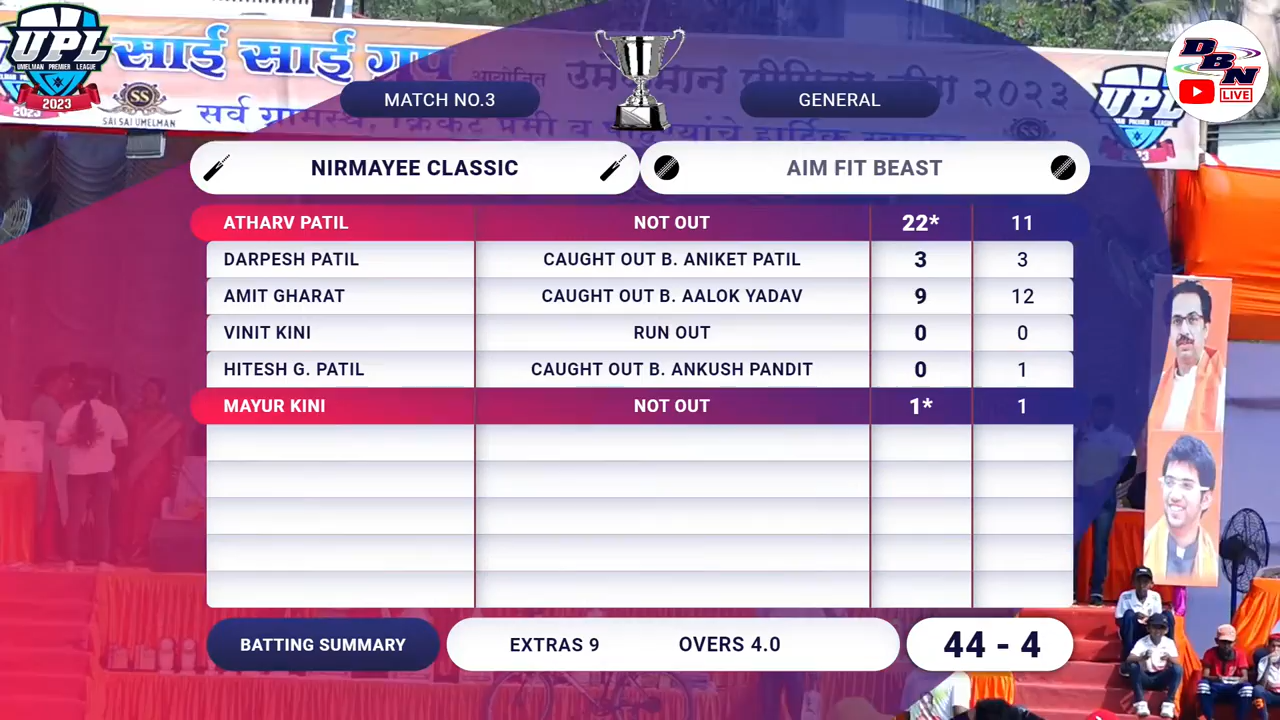 UPL
UMELMAN PREMIER LEAGUE
2023
साई साई ग्रुप
आयोजित
२०२३
SS
SAI SAI UMELMAN
DBN
LIVE
MATCH NO.3
GENERAL
NIRMAYEE CLASSIC
AIM FIT BEAST
ATHARV PATIL NOT OUT 22* 11
DARPESH PATIL CAUGHT OUT B. ANIKET PATIL 3 3
AMIT GHARAT CAUGHT OUT B. AALOK YADAV 9 12
VINIT KINI RUN OUT 0 0
HITESH G. PATIL CAUGHT OUT B. ANKUSH PANDIT 0 1
MAYUR KINI NOT OUT 1* 1
BATTING SUMMARY EXTRAS 9 OVERS 4.0 44 - 4